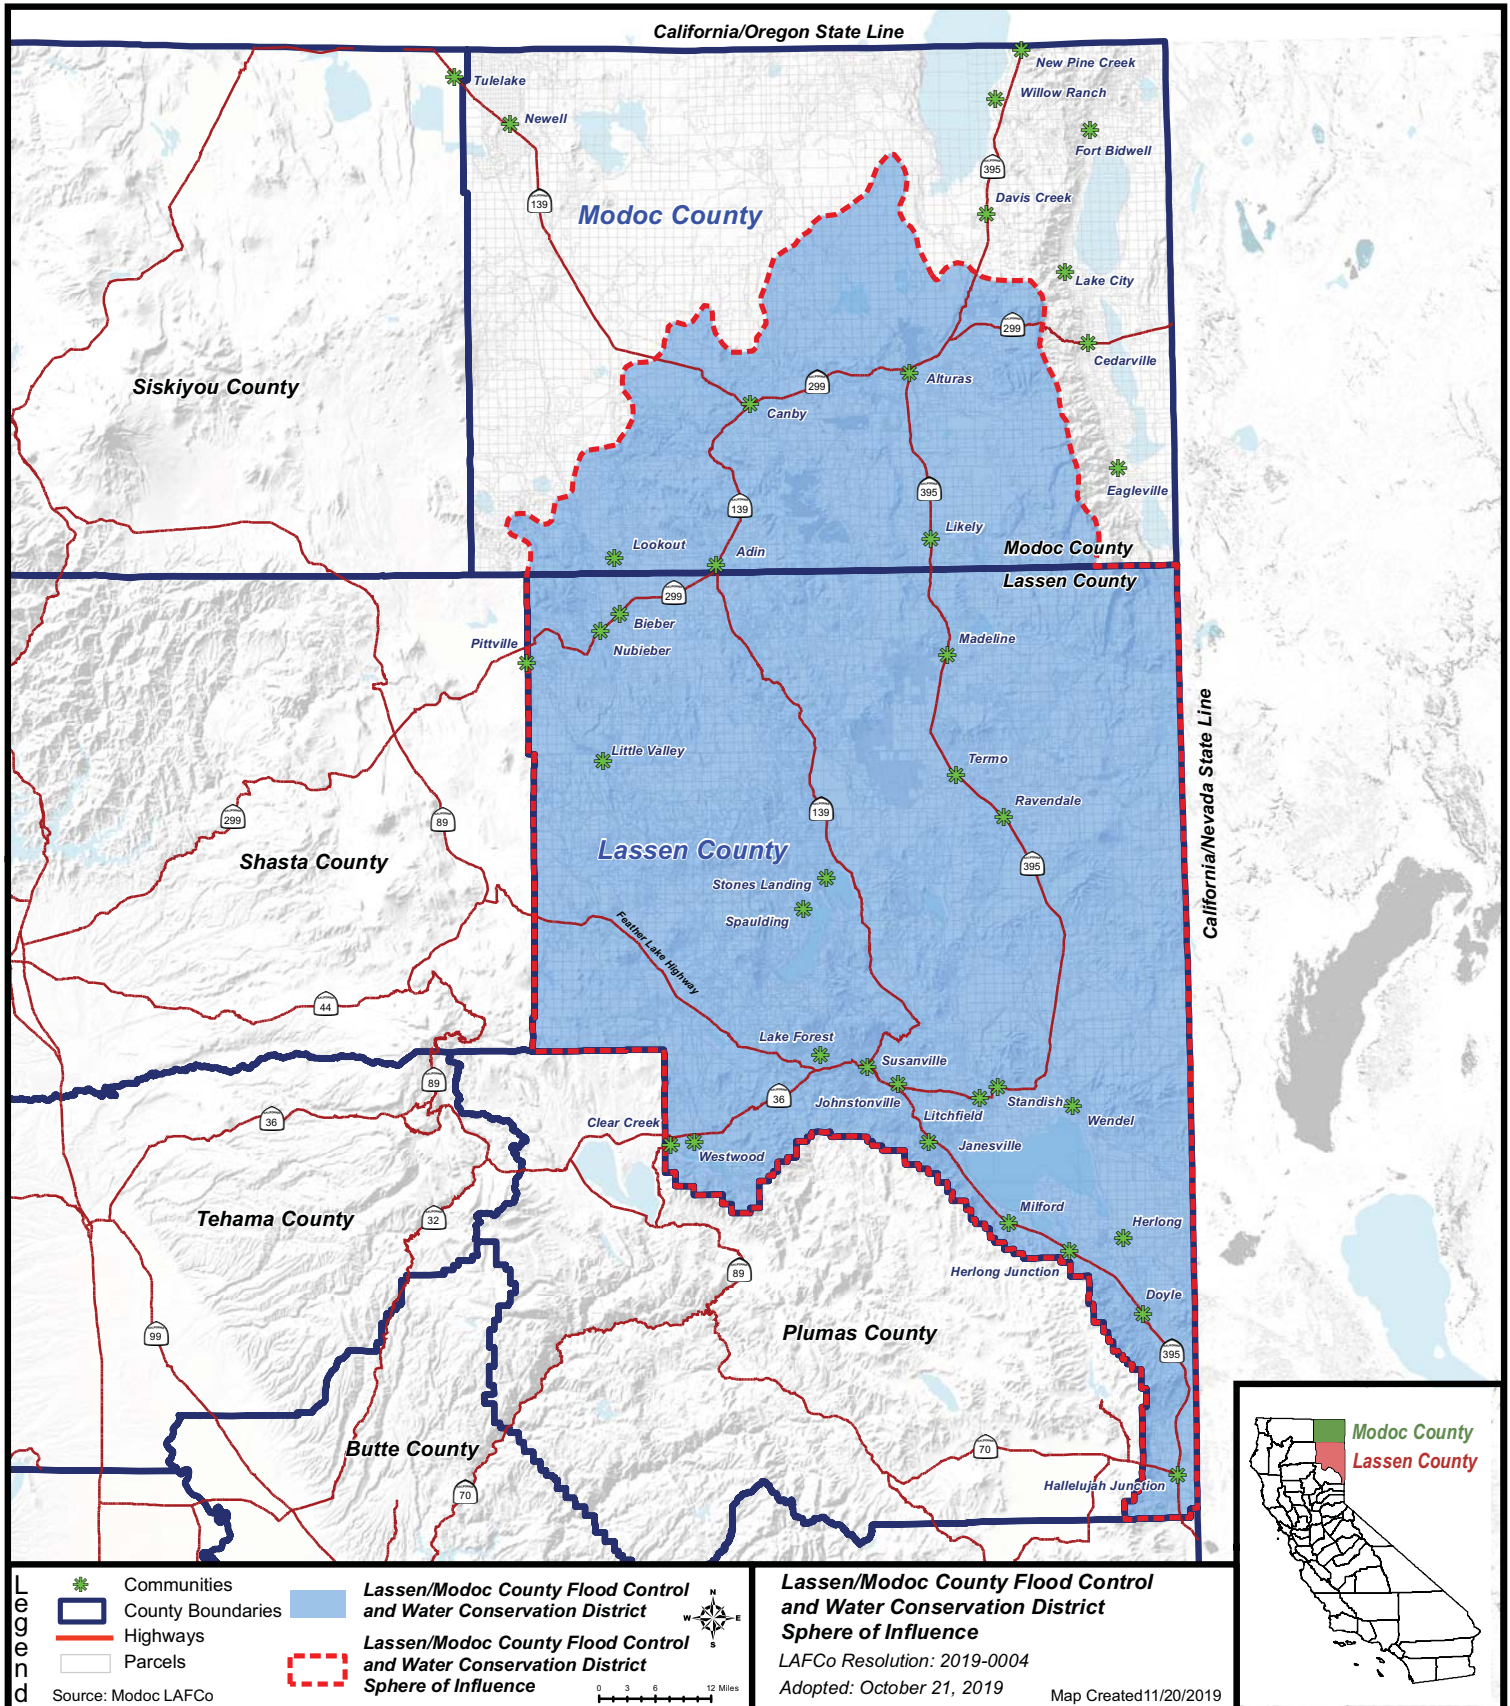 California/Oregon State Line
New Pine Creek
Tulelake
Willow Ranch
Newell
Fort Bidwell
395
139
Davis Creek
Modoc County
Lake City
299
Cedarville
Siskiyou County
299
Alturas
Canby
Eagleville
395
139
Likely
Lookout
Adin
Modoc County
Lassen County
299
Bieber
Pittville
Nubieber
Madeline
California/Nevada State Line
Little Valley
Termo
Ravendale
299
89
139
Lassen County
Shasta County
395
Stones Landing
Spaulding
Feather Lake Highway
44
Lake Forest
Susanville
89
36
Johnstonville
Standish
Litchfield
Wendel
36
Clear Creek
Janesville
Westwood
Tehama County
32
Milford
Herlong
89
Herlong Junction
Doyle
99
Plumas County
395
Butte County
70
Modoc County
Lassen County
Hallelujah Junction
70
Legend
Communities
County Boundaries
Highways
Parcels
Source: Modoc LAFCo
Lassen/Modoc County Flood Control
and Water Conservation District
Lassen/Modoc County Flood Control
and Water Conservation District
Sphere of Influence
N
W E
S
0 3 6 12 Miles
Lassen/Modoc County Flood Control
and Water Conservation District
Sphere of Influence
LAFCo Resolution: 2019-0004
Adopted: October 21, 2019
Map Created11/20/2019